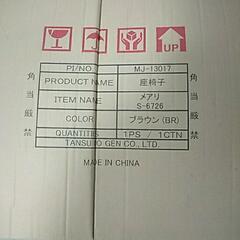 UP
PI/NO. MJ-13017
PRODUCT NAME 座椅子
ITEM NAME メアリ
S-6726
COLOR ブラウン(BR)
QUANTITIS 1PS / 1CTN
TANSUNO GEN CO., LTD.
MADE IN CHINA
角当厳禁
角当厳禁